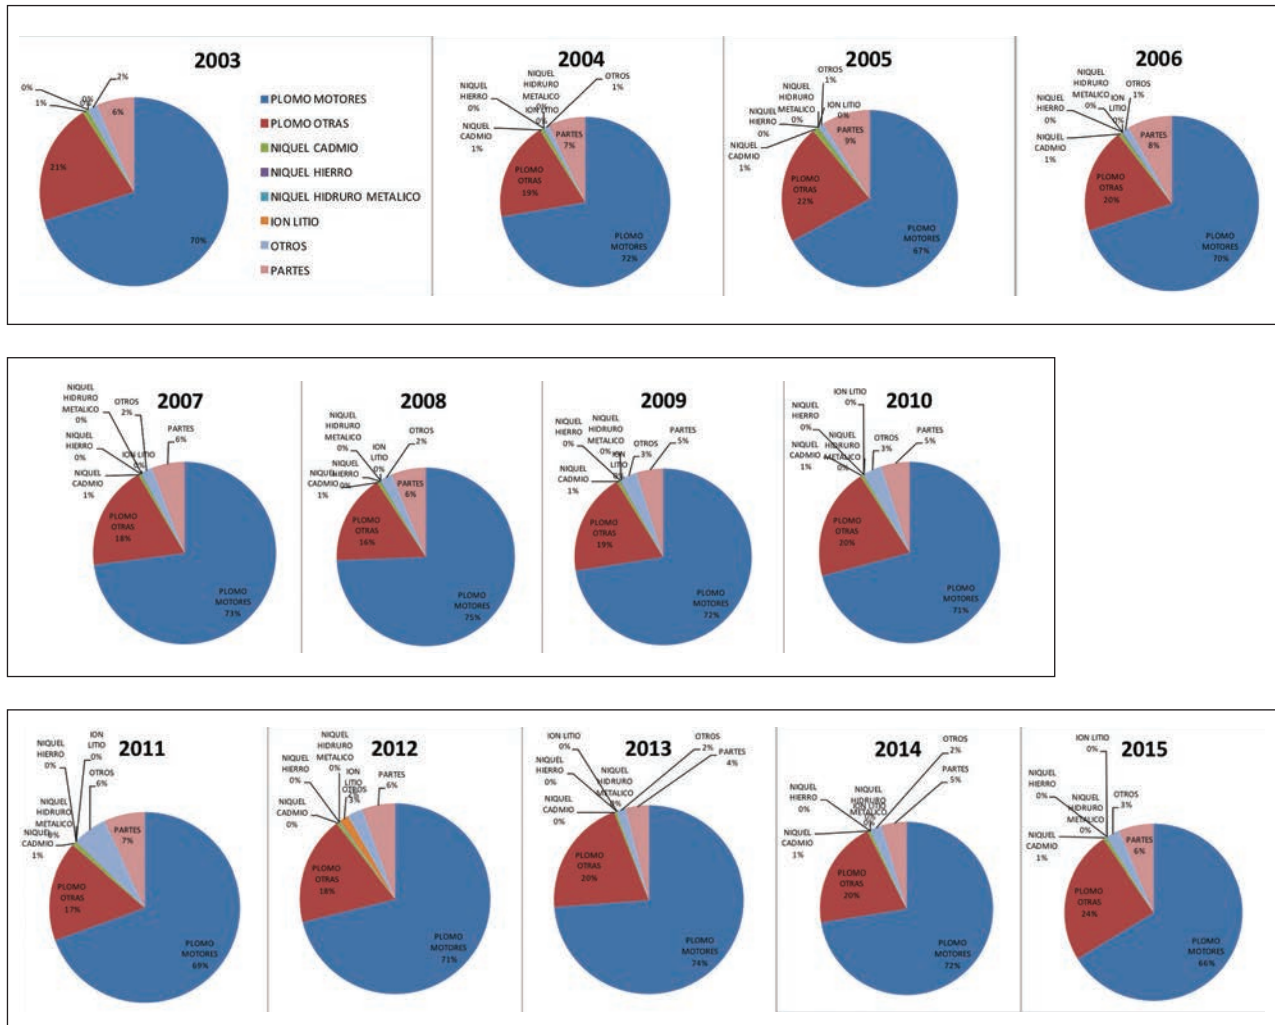 2003
0%
0%
2%
1%
6%
21%
70%
PLOMO MOTORES
PLOMO OTRAS
NIQUEL CADMIO
NIQUEL HIERRO
NIQUEL HIDRURO METALICO
ION LITIO
OTROS
PARTES
2004
NIQUEL
HIERRO
0%
NIQUEL
HIDRURO
METALICO
0%
ION LITIO
0%
OTROS
1%
NIQUEL
CADMIO
1%
PARTES
7%
PLOMO
OTRAS
19%
PLOMO
MOTORES
72%
2005
NIQUEL
HIERRO
0%
NIQUEL
HIDRURO
METALICO
0%
OTROS
1%
ION LITIO
0%
NIQUEL
CADMIO
1%
PARTES
9%
PLOMO
OTRAS
22%
PLOMO
MOTORES
67%
2006
NIQUEL
HIDRURO
METALICO
0%
NIQUEL
HIERRO
0%
ION
LITIO
0%
OTROS
1%
NIQUEL
CADMIO
1%
PARTES
8%
PLOMO
OTRAS
20%
PLOMO
MOTORES
70%
2007
NIQUEL
HIDRURO
METALICO
0%
OTROS
2%
PARTES
6%
NIQUEL
HIERRO
0%
ION LITIO
0%
NIQUEL
CADMIO
1%
PLOMO
OTRAS
18%
PLOMO
MOTORES
73%
2008
NIQUEL
HIDRURO
METALICO
0%
ION
LITIO
0%
OTROS
2%
NIQUEL
HIERRO
0%
NIQUEL
CADMIO
1%
PARTES
6%
PLOMO
OTRAS
16%
PLOMO
MOTORES
75%
2009
NIQUEL
HIERRO
0%
NIQUEL
HIDRURO
METALICO
0%
ION
LITIO
0%
OTROS
3%
PARTES
5%
NIQUEL
CADMIO
1%
PLOMO
OTRAS
19%
PLOMO
MOTORES
72%
2010
ION LITIO
0%
NIQUEL
HIERRO
0%
NIQUEL
HIDRURO
METALICO
0%
OTROS
3%
PARTES
5%
NIQUEL
CADMIO
1%
PLOMO
OTRAS
20%
PLOMO
MOTORES
71%
2011
NIQUEL
HIERRO
0%
ION
LITIO
0%
OTROS
6%
NIQUEL
HIDRURO
METALICO
0%
NIQUEL
CADMIO
1%
PARTES
7%
PLOMO
OTRAS
17%
PLOMO
MOTORES
69%
2012
NIQUEL
HIDRURO
METALICO
0%
NIQUEL
HIERRO
0%
ION
LITIO
OTROS
3%
PARTES
6%
NIQUEL
CADMIO
0%
PLOMO
OTRAS
18%
PLOMO
MOTORES
71%
2013
ION LITIO
0%
NIQUEL
HIERRO
0%
NIQUEL
HIDRURO
METALICO
0%
OTROS
2%
PARTES
4%
NIQUEL
CADMIO
0%
PLOMO
OTRAS
20%
PLOMO
MOTORES
74%
2014
NIQUEL
HIERRO
0%
NIQUEL
HIDRURO
METALICO
ION LITIO
0%
OTROS
2%
PARTES
5%
NIQUEL
CADMIO
1%
PLOMO
OTRAS
20%
PLOMO
MOTORES
72%
2015
ION LITIO
0%
NIQUEL
HIERRO
0%
NIQUEL
HIDRURO
METALICO
0%
OTROS
3%
NIQUEL
CADMIO
1%
PARTES
6%
PLOMO
OTRAS
24%
PLOMO
MOTORES
66%